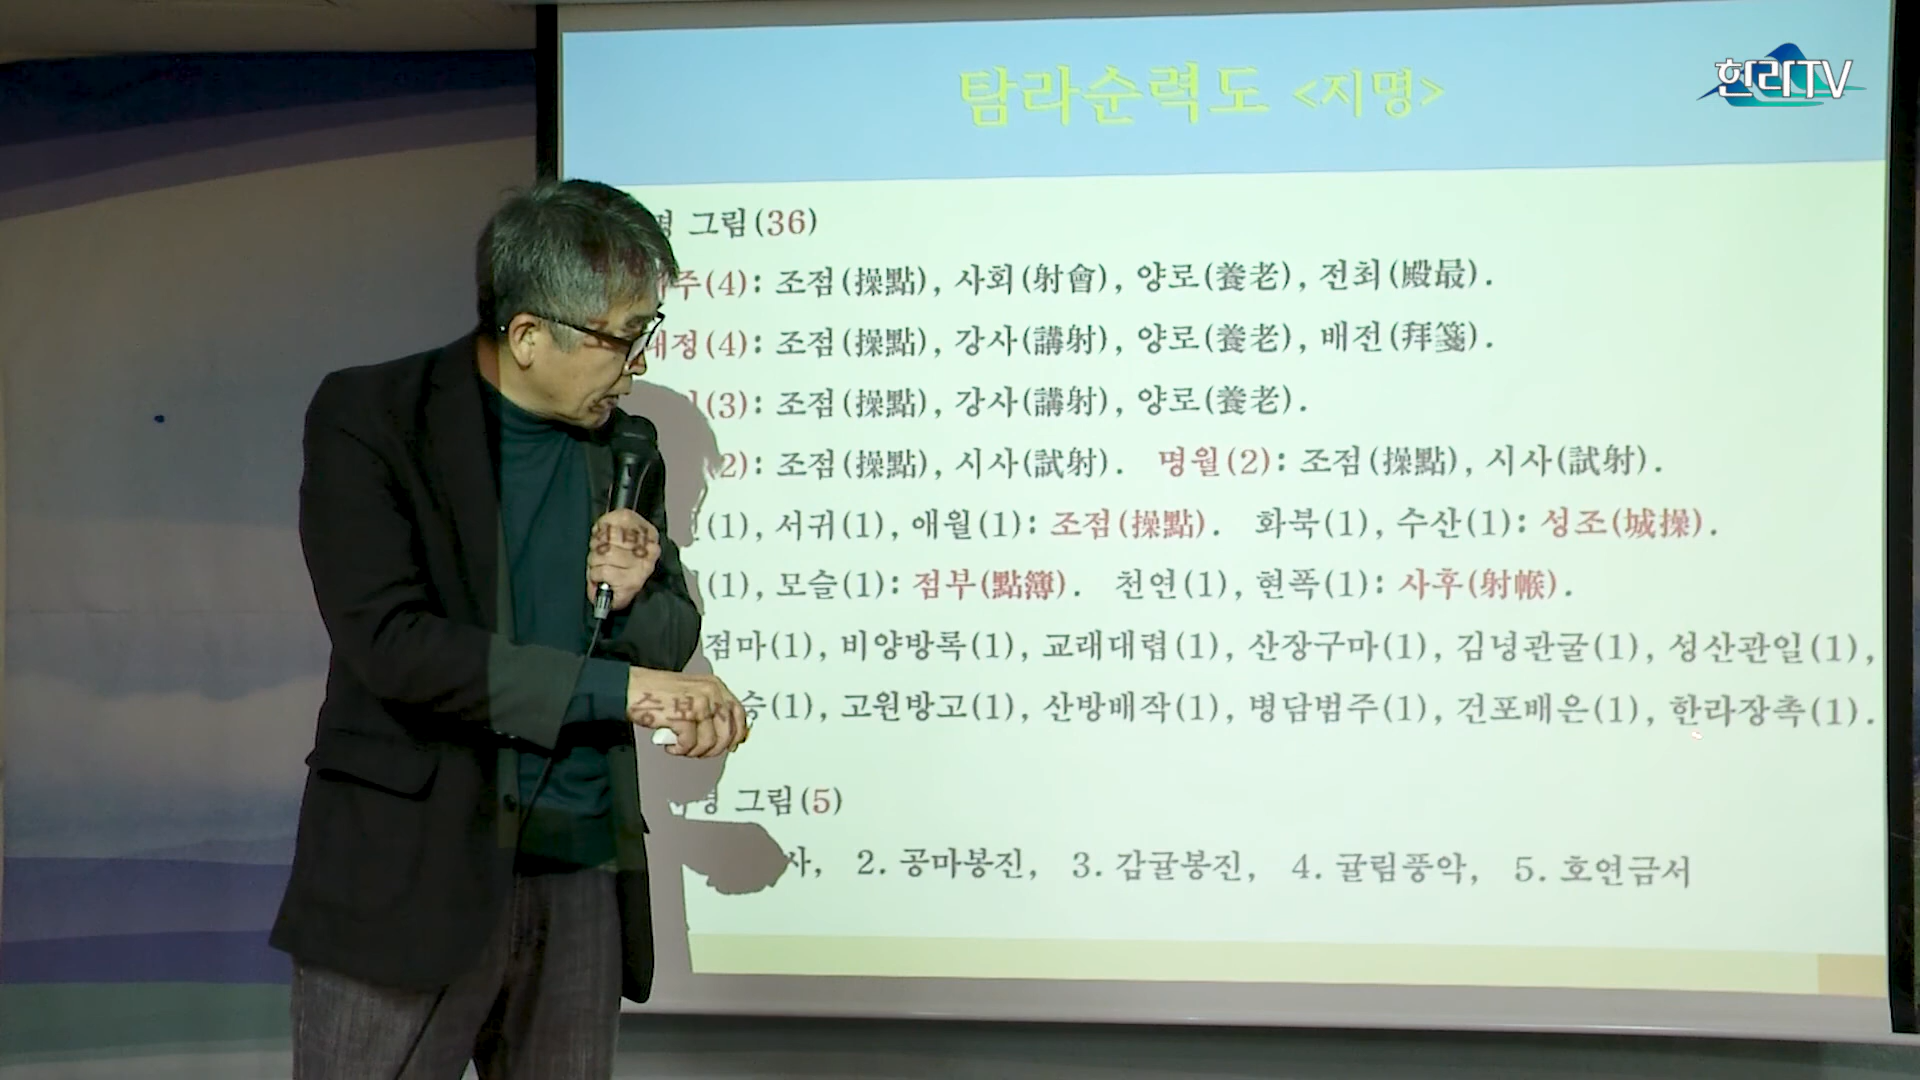 한라TV
탐라순력도 <지명>
그림(36)
주(4): 조점(操點), 사회(射會), 양로(養老), 전최(殿最).
대정(4): 조점(操點), 강사(講射), 양로(養老), 배전(拜箋).
(3): 조점(操點), 강사(講射), 양로(養老).
(2): 조점(操點), 시사(試射). 명월(2): 조점(操點), 시사(試射).
(1), 서귀(1), 애월(1): 조점(操點). 화북(1), 수산(1): 성조(城操).
(1), 모슬(1): 점부(點簿). 천연(1), 현폭(1): 사후(射帿).
점마(1), 비양방록(1), 교래대렵(1), 산장구마(1), 김녕관굴(1), 성산관일(1),
(1), 고원방고(1), 산방배작(1), 병담범주(1), 건포배은(1), 한라장촉(1).
그림(5)
사, 2. 공마봉진, 3. 감귤봉진, 4. 귤림풍악, 5. 호연금서